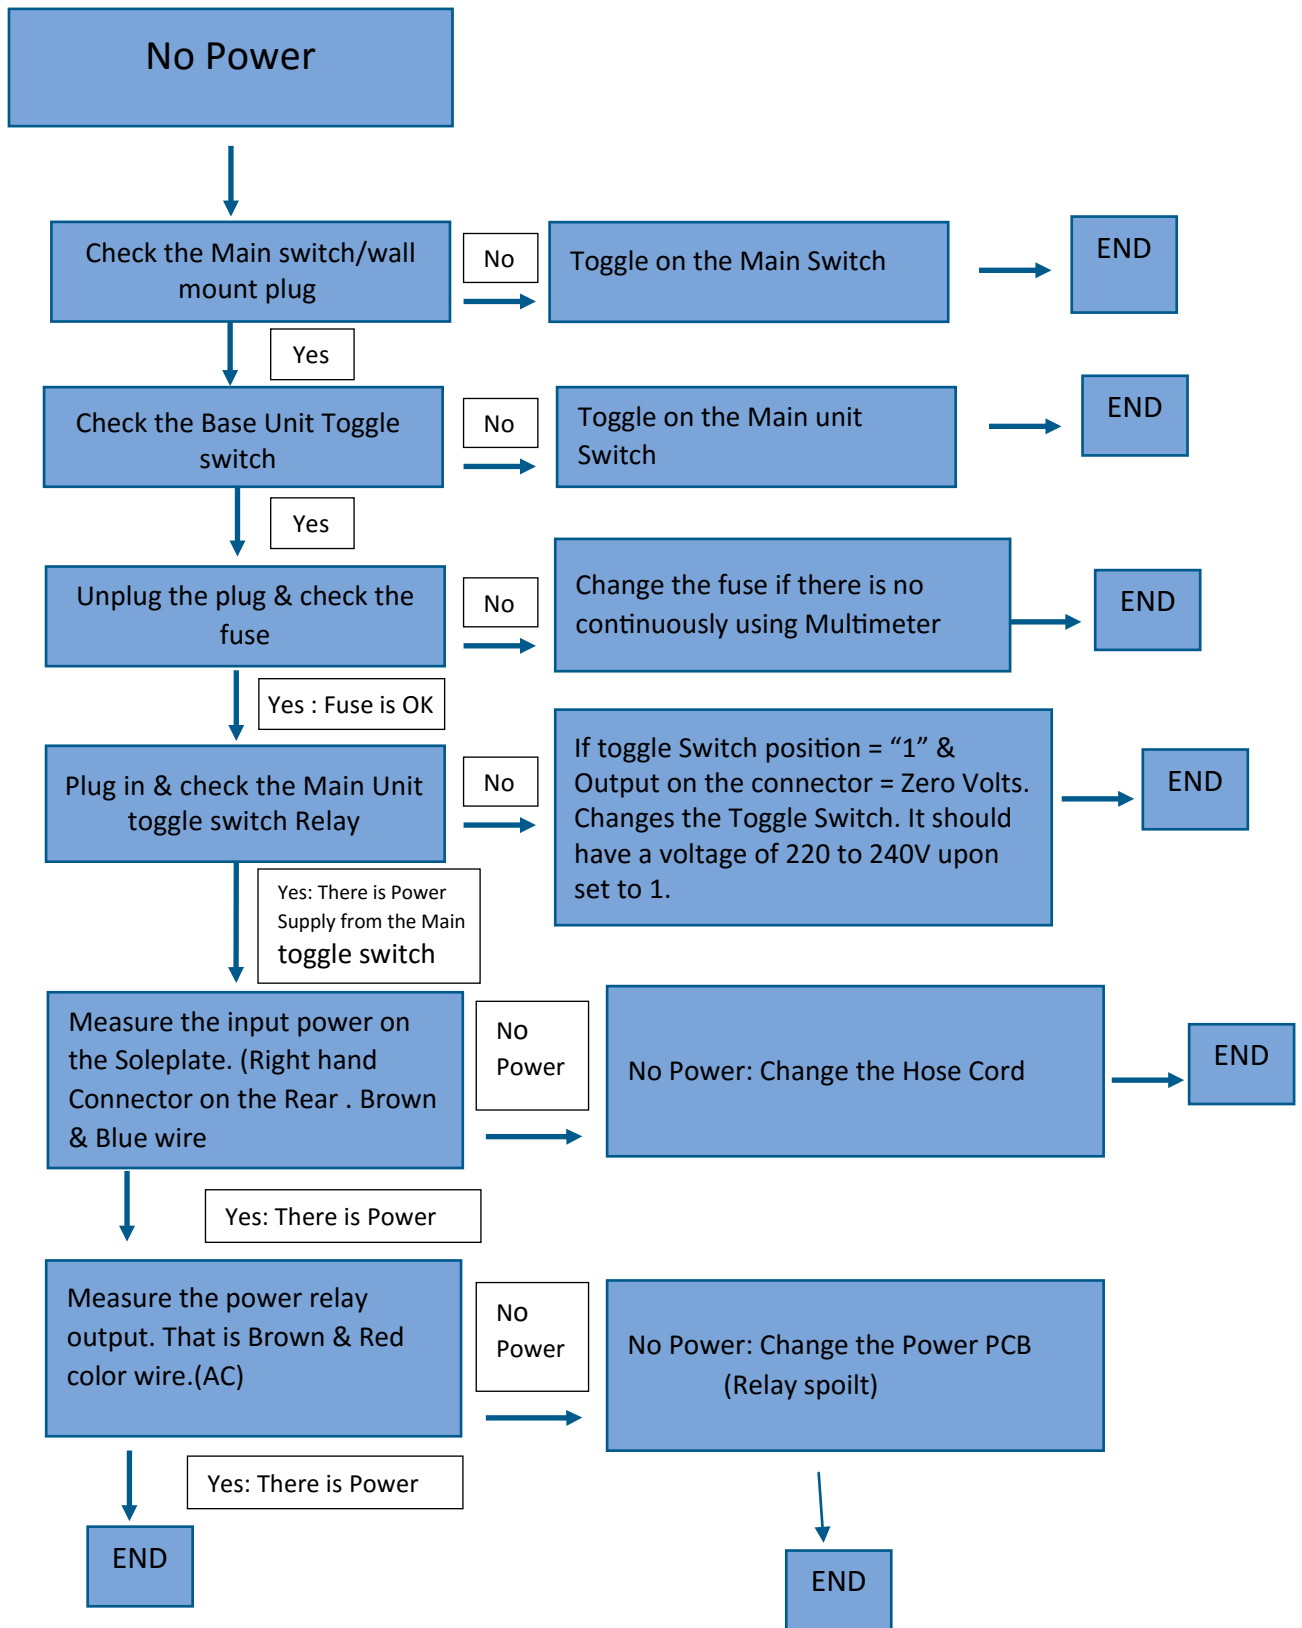 No Power
Check the Main switch/wall
mount plug
No
Toggle on the Main Switch
END
Yes
Check the Base Unit Toggle
switch
No
Toggle on the Main unit
Switch
END
Yes
Unplug the plug & check the
fuse
No
Change the fuse if there is no
continuously using Multimeter
END
Yes : Fuse is OK
Plug in & check the Main Unit
toggle switch Relay
No
If toggle Switch position = “1” &
Output on the connector = Zero Volts.
Changes the Toggle Switch. It should
have a voltage of 220 to 240V upon
set to 1.
END
Yes: There is Power
Supply from the Main
toggle switch
Measure the input power on
the Soleplate. (Right hand
Connector on the Rear . Brown
& Blue wire
No
Power
No Power: Change the Hose Cord
END
Yes: There is Power
Measure the power relay
output. That is Brown & Red
color wire.(AC)
No
Power
No Power: Change the Power PCB
(Relay spoilt)
Yes: There is Power
END
END